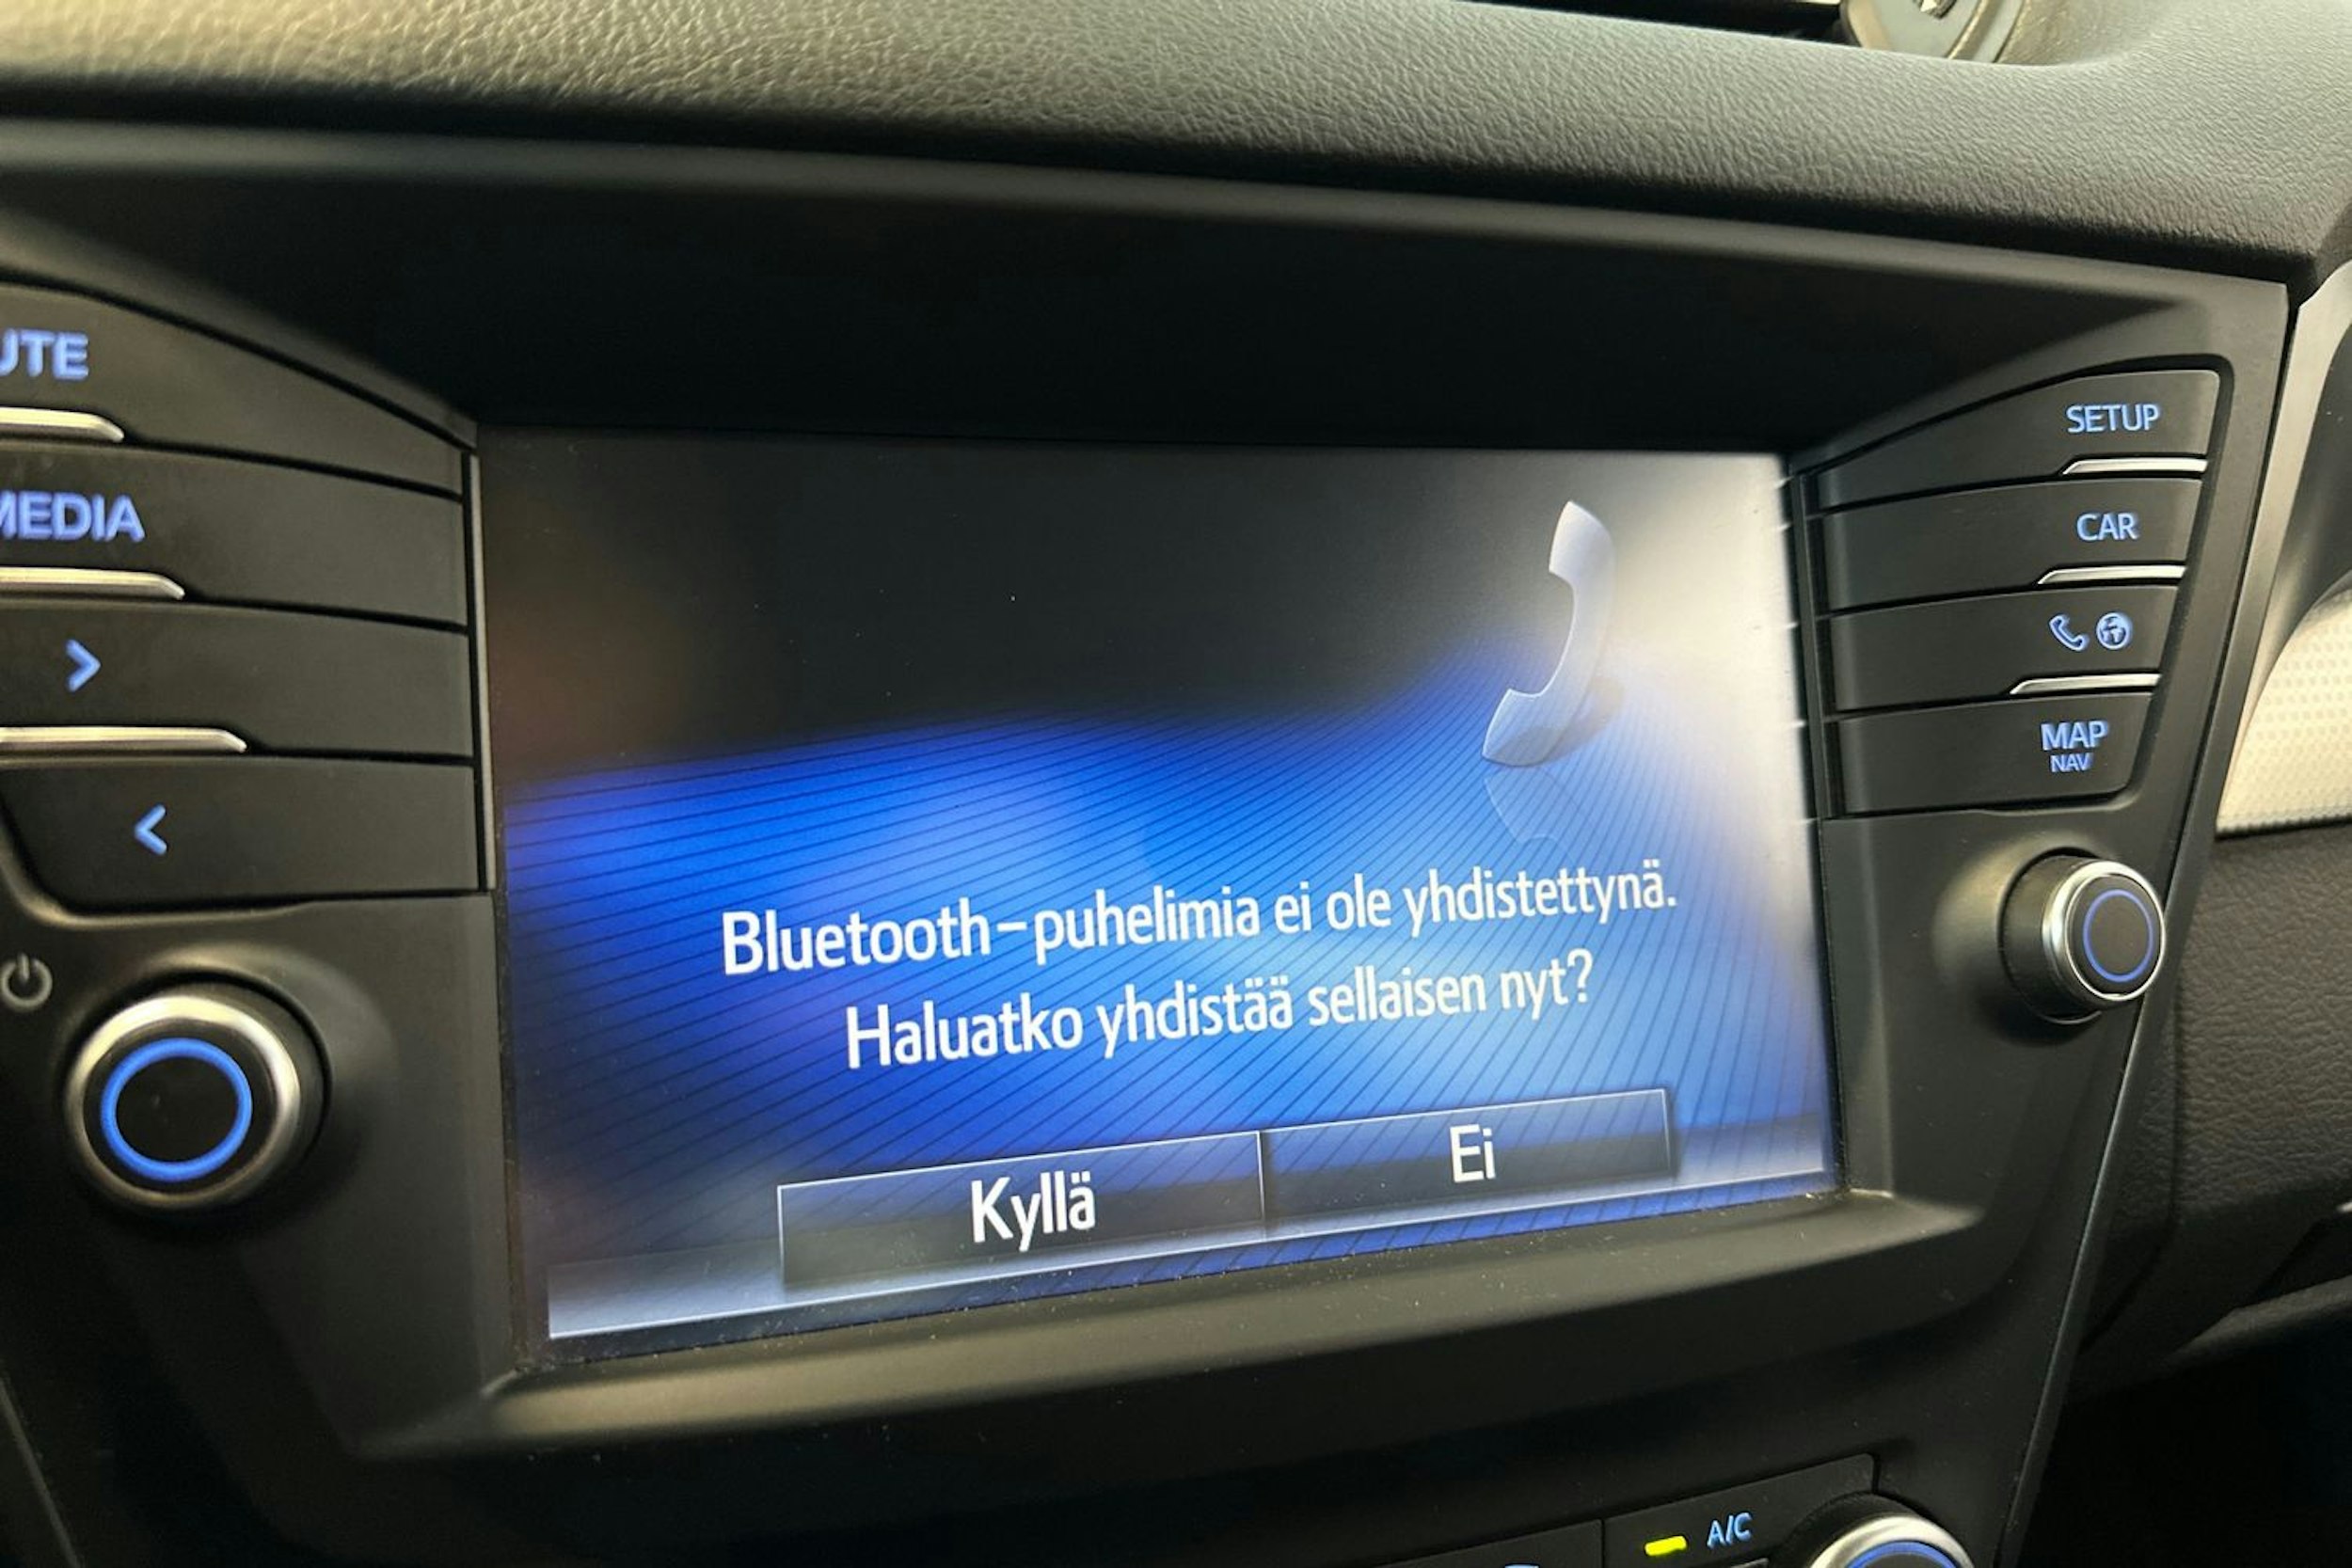 UTE
MEDIA
>
<
SETUP
CAR
MAP
NAV
Bluetooth-puhelimia ei ole yhdistettynä.
Haluatko yhdistää sellaisen nyt?
Kyllä
Ei
A/C